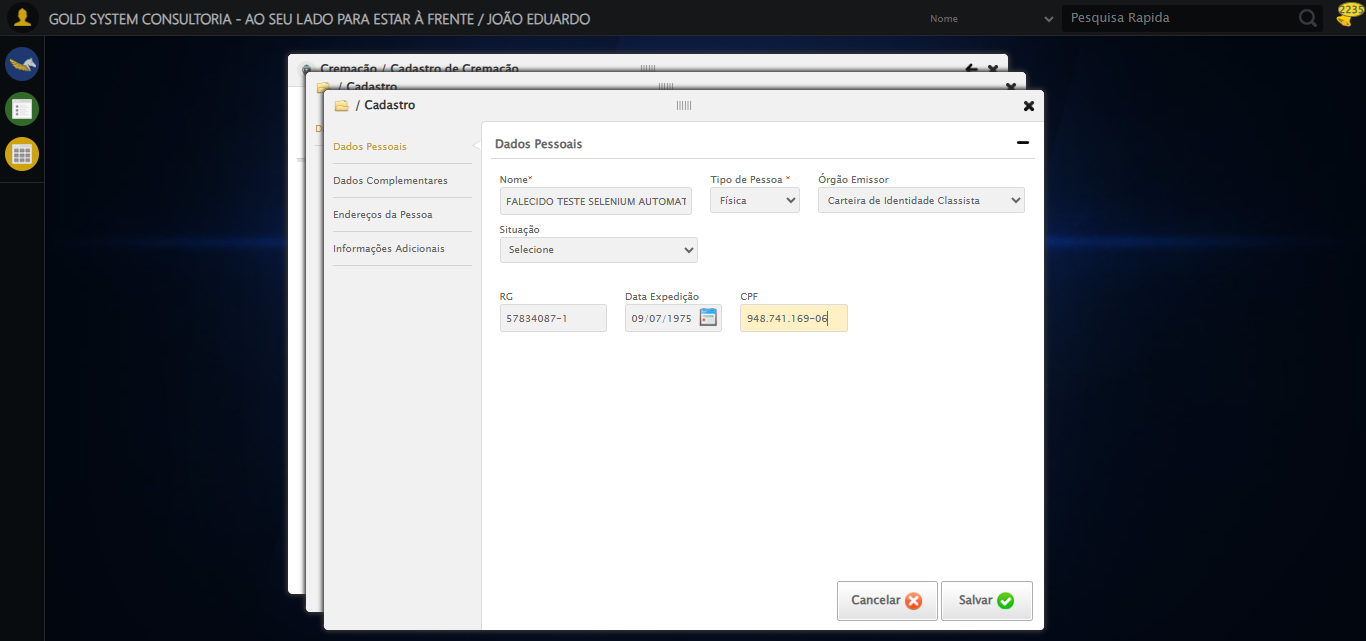 GOLD SYSTEM CONSULTORIA - AO SEU LADO PARA ESTAR À FRENTE / JOÃO EDUARDO
Nome
Pesquisa Rapida
2235
Cremação / Cadastro de Cremação
/ Cadastro
/ Cadastro
D
Dados Pessoais
Dados Complementares
Endereços da Pessoa
Informações Adicionais
Dados Pessoais
Nome* Tipo de Pessoa * Órgão Emissor
FALECIDO TESTE SELENIUM AUTOMAT Física Carteira de Identidade Classista
Situação
Selecione
RG Data Expedição CPF
57834087-1 09/07/1975 948.741.169-06
Cancelar Salvar